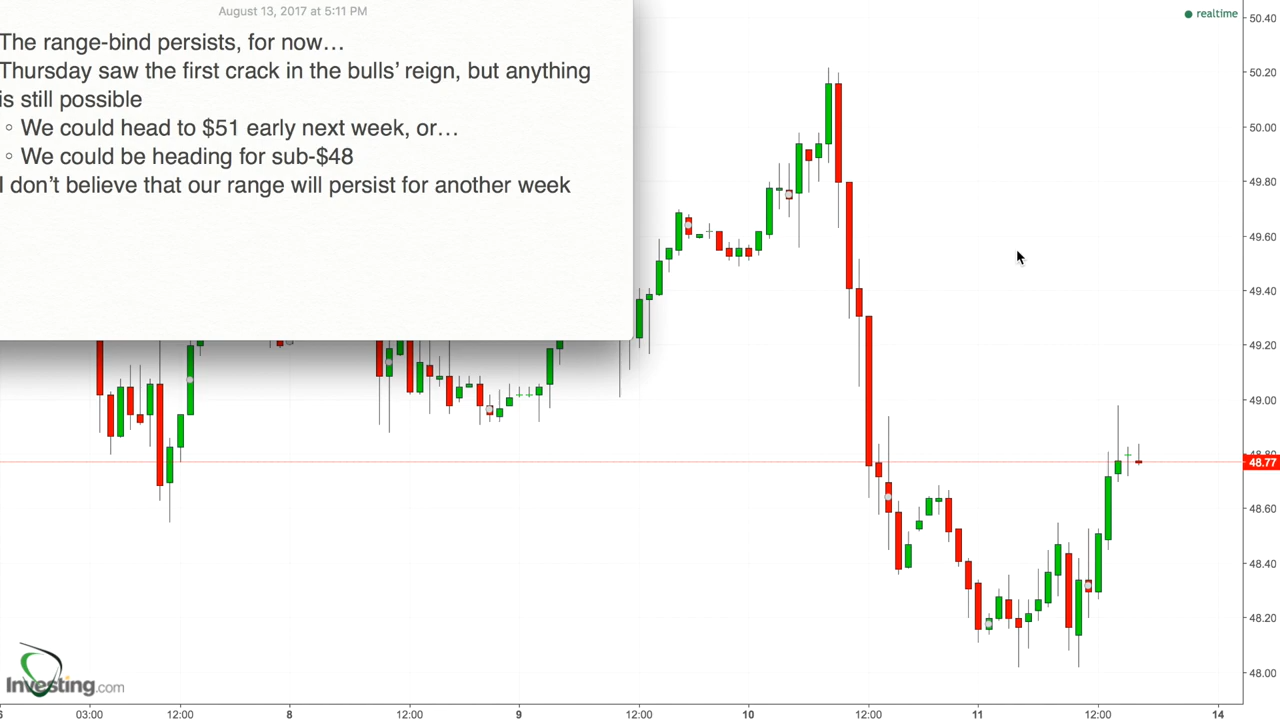 August 13, 2017 at 5:11 PM
The range-bind persists, for now…
Thursday saw the first crack in the bulls’ reign, but anything
is still possible
◦ We could head to $51 early next week, or…
◦ We could be heading for sub-$48
I don’t believe that our range will persist for another week
realtime
50.40
50.20
50.00
49.80
49.60
49.40
49.20
49.00
48.77
48.60
48.40
48.20
48.00
Investing.com
6 03:00 12:00 8 12:00 9 12:00 10 12:00 11 12:00 14